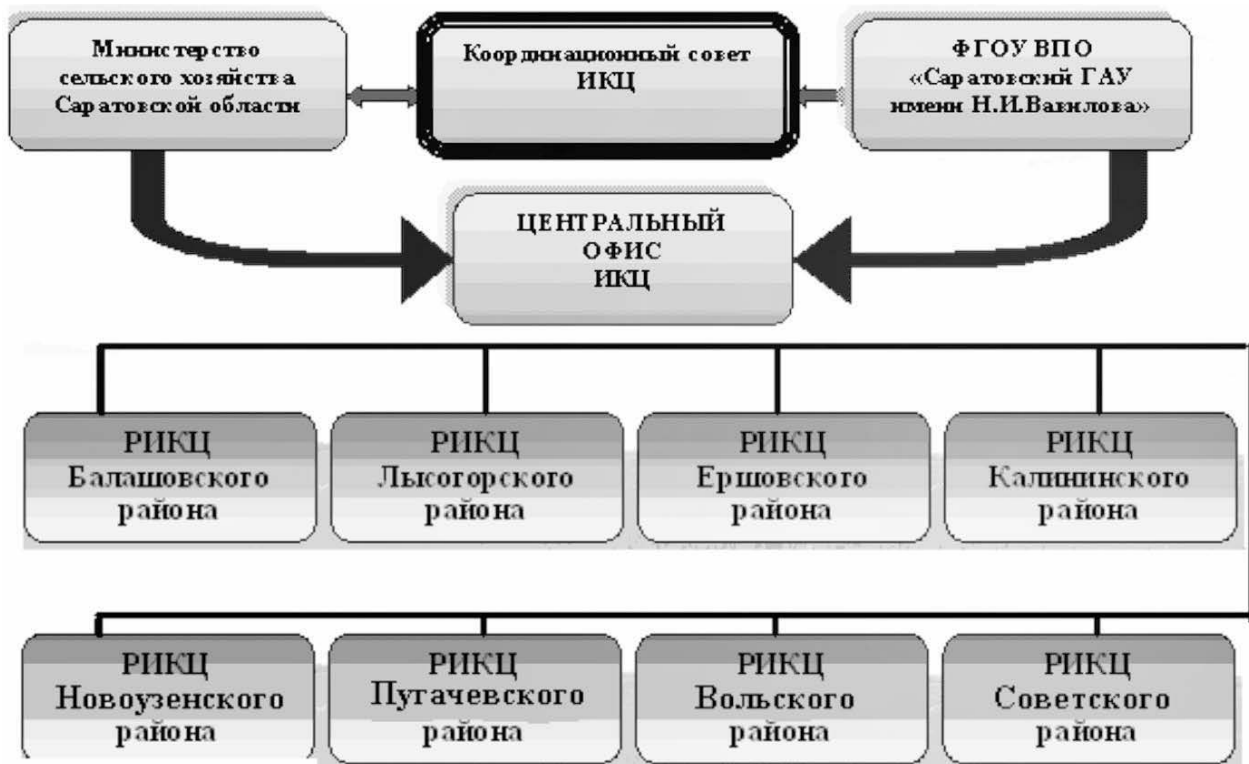 Министерство
сельского хозяйства
Саратовской области
Координационный совет
ИКЦ
ФГОУ ВПО
«Саратовский ГАУ
имени Н.И.Вавилова»
ЦЕНТРАЛЬНЫЙ
ОФИС
ИКЦ
РИКЦ
Балашовского
района
РИКЦ
Лысогорского
района
РИКЦ
Ершовского
района
РИКЦ
Калининского
района
РИКЦ
Новоузенского
района
РИКЦ
Пугачевского
района
РИКЦ
Вольского
района
РИКЦ
Советского
района